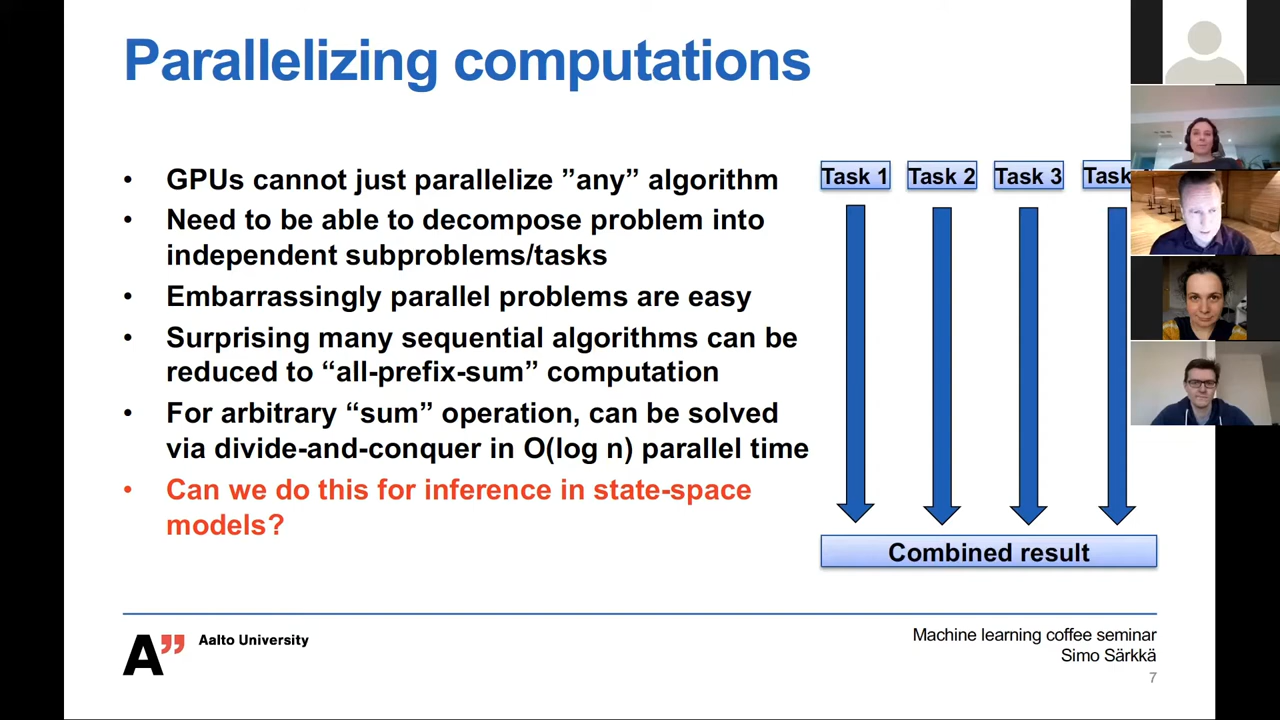 Parallelizing computations
• GPUs cannot just parallelize ”any” algorithm
• Need to be able to decompose problem into
independent subproblems/tasks
• Embarrassingly parallel problems are easy
• Surprising many sequential algorithms can be
reduced to “all-prefix-sum” computation
• For arbitrary “sum” operation, can be solved
via divide-and-conquer in O(log n) parallel time
• Can we do this for inference in state-space
models?
Task 1 Task 2 Task 3 Task
Combined result
A”
Aalto University
Machine learning coffee seminar
Simo Särkkä
7